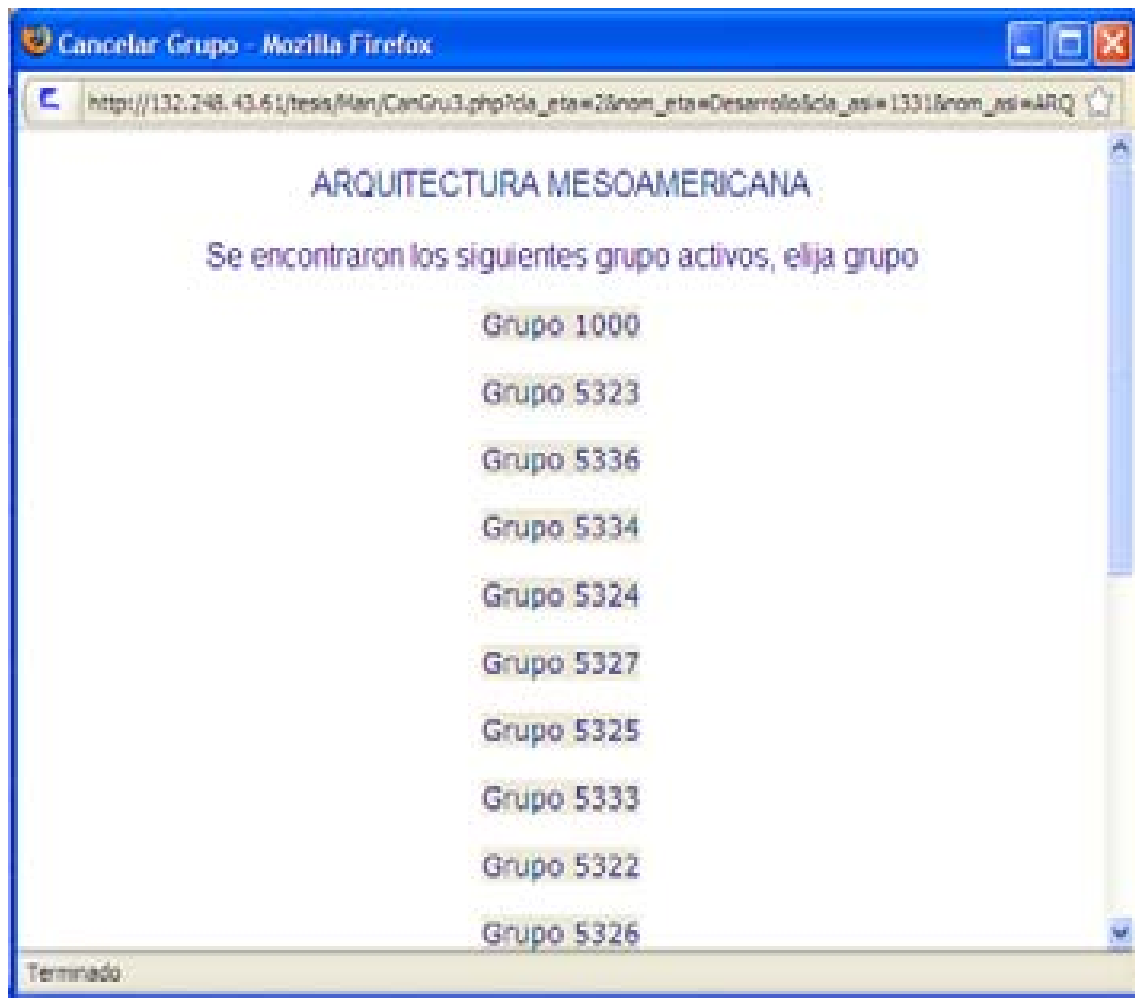 Cancelar Grupo - Mozilla Firefox
http://132.248.43.61/tesis/Man/CanGru3.php?cla_eta=2&nom_eta=Desarrollo&cla_asi=1331&nom_asi=ARQ
ARQUITECTURA MESOAMERICANA
Se encontraron los siguientes grupo activos, elija grupo
Grupo 1000
Grupo 5323
Grupo 5336
Grupo 5334
Grupo 5324
Grupo 5327
Grupo 5325
Grupo 5333
Grupo 5322
Grupo 5326
Terminado